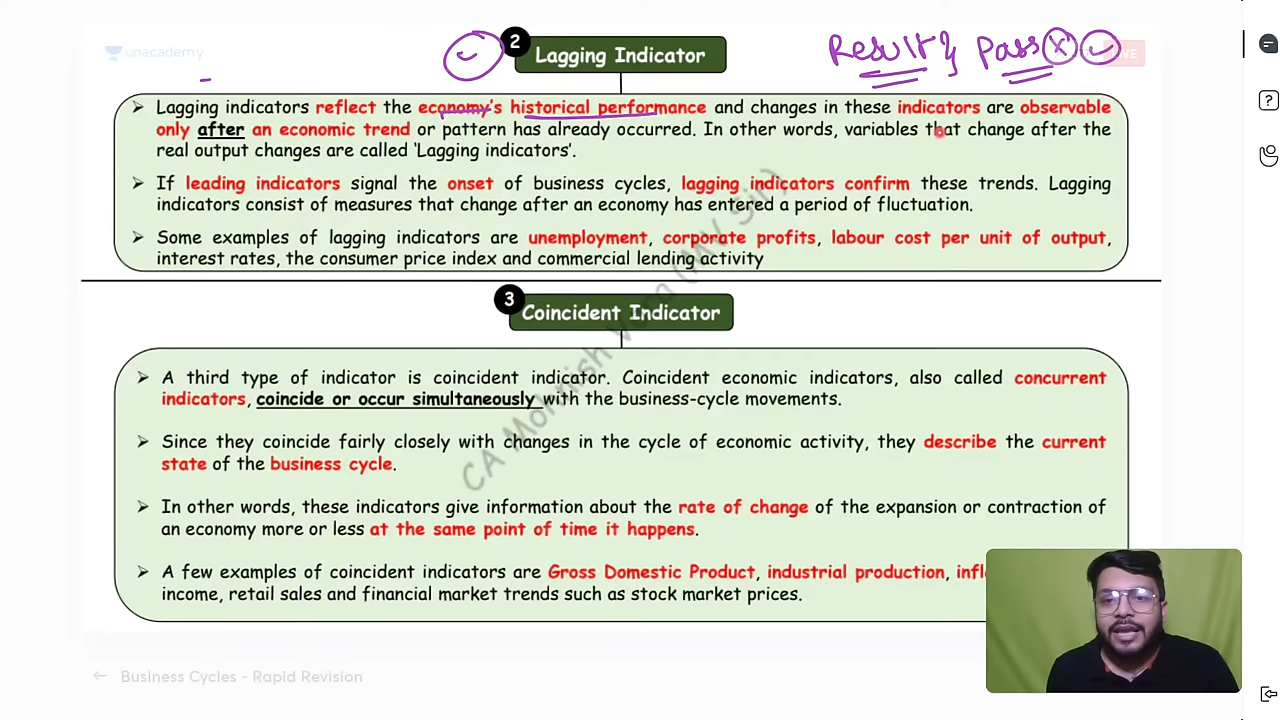 unacademy
2
Lagging Indicator
Result Pass
LIVE
➢ Lagging indicators reflect the economy's historical performance and changes in these indicators are observable
only after an economic trend or pattern has already occurred. In other words, variables that change after the
real output changes are called ‘Lagging indicators’.
➢ If leading indicators signal the onset of business cycles, lagging indicators confirm these trends. Lagging
indicators consist of measures that change after an economy has entered a period of fluctuation.
➢ Some examples of lagging indicators are unemployment, corporate profits, labour cost per unit of output,
interest rates, the consumer price index and commercial lending activity
3
Coincident Indicator
➢ A third type of indicator is coincident indicator. Coincident economic indicators, also called concurrent
indicators, coincide or occur simultaneously with the business-cycle movements.
➢ Since they coincide fairly closely with changes in the cycle of economic activity, they describe the current
state of the business cycle.
➢ In other words, these indicators give information about the rate of change of the expansion or contraction of
an economy more or less at the same point of time it happens.
➢ A few examples of coincident indicators are Gross Domestic Product, industrial production,
income, retail sales and financial market trends such as stock market prices.
CA Mohnish Vora (MV Sir)
← Business Cycles - Rapid Revision